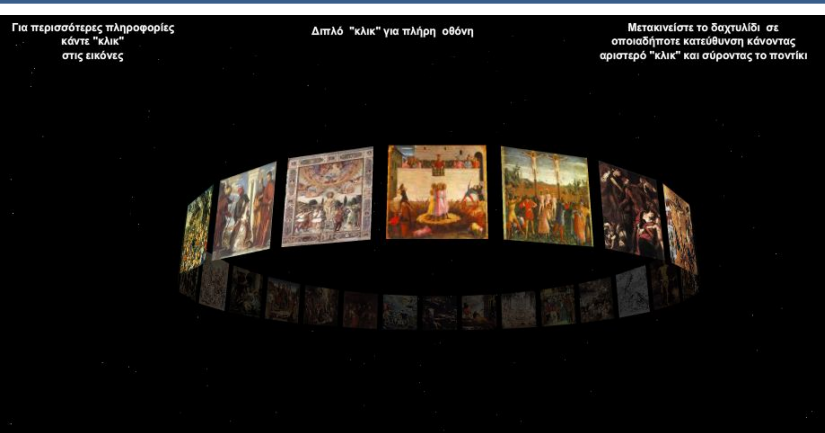 Για περισσότερες πληροφορίες
κάντε "κλικ"
στις εικόνες
Διπλό "κλικ" για πλήρη οθόνη
Μετακινείστε το δαχτυλίδι σε
οποιαδήποτε κατεύθυνση κάνοντας
αριστερό "κλικ" και σύροντας το ποντίκι